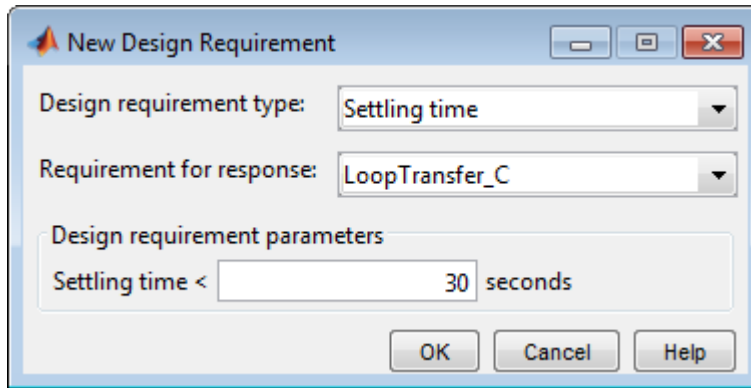 New Design Requirement
Design requirement type: Settling time
Requirement for response: LoopTransfer_C
Design requirement parameters
Settling time < 30 seconds
OK Cancel Help